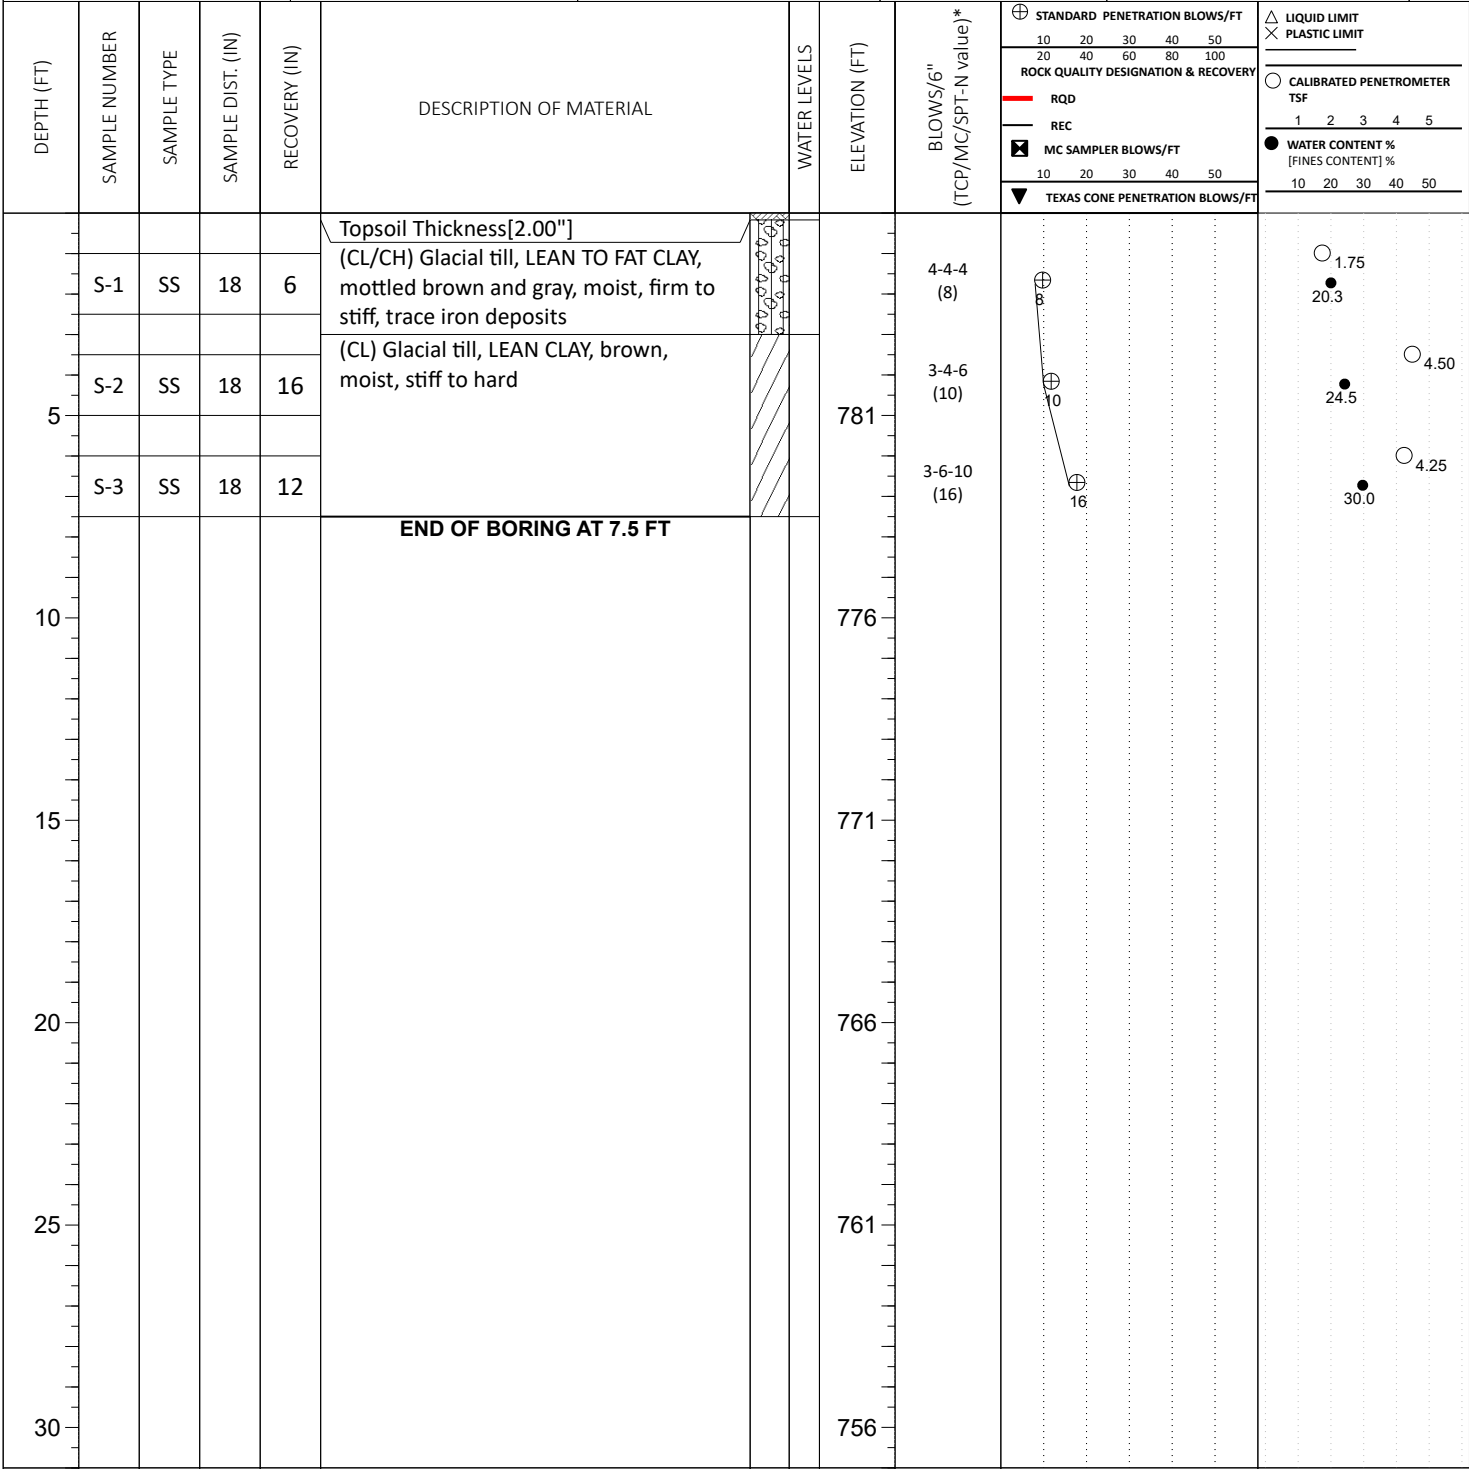 DEPTH (FT)
SAMPLE NUMBER
SAMPLE TYPE
SAMPLE DIST. (IN)
RECOVERY (IN)
DESCRIPTION OF MATERIAL
WATER LEVELS
ELEVATION (FT)
BLOWS/6"
(TCP/MC/SPT-N value)*
STANDARD PENETRATION BLOWS/FT
10 20 30 40 50
20 40 60 80 100
ROCK QUALITY DESIGNATION & RECOVERY
RQD
REC
MC SAMPLER BLOWS/FT
10 20 30 40 50
TEXAS CONE PENETRATION BLOWS/FT
LIQUID LIMIT
PLASTIC LIMIT
CALIBRATED PENETROMETER
TSF
1 2 3 4 5
WATER CONTENT %
[FINES CONTENT] %
10 20 30 40 50
Topsoil Thickness[2.00"]
(CL/CH) Glacial till, LEAN TO FAT CLAY,
mottled brown and gray, moist, firm to
stiff, trace iron deposits
S-1 SS 18 6
4-4-4
(8)
8
1.75
20.3
(CL) Glacial till, LEAN CLAY, brown,
moist, stiff to hard
S-2 SS 18 16
3-4-6
(10)
10
4.50
24.5
5
781
S-3 SS 18 12
3-6-10
(16)
16
4.25
30.0
END OF BORING AT 7.5 FT
10
776
15
771
20
766
25
761
30
756